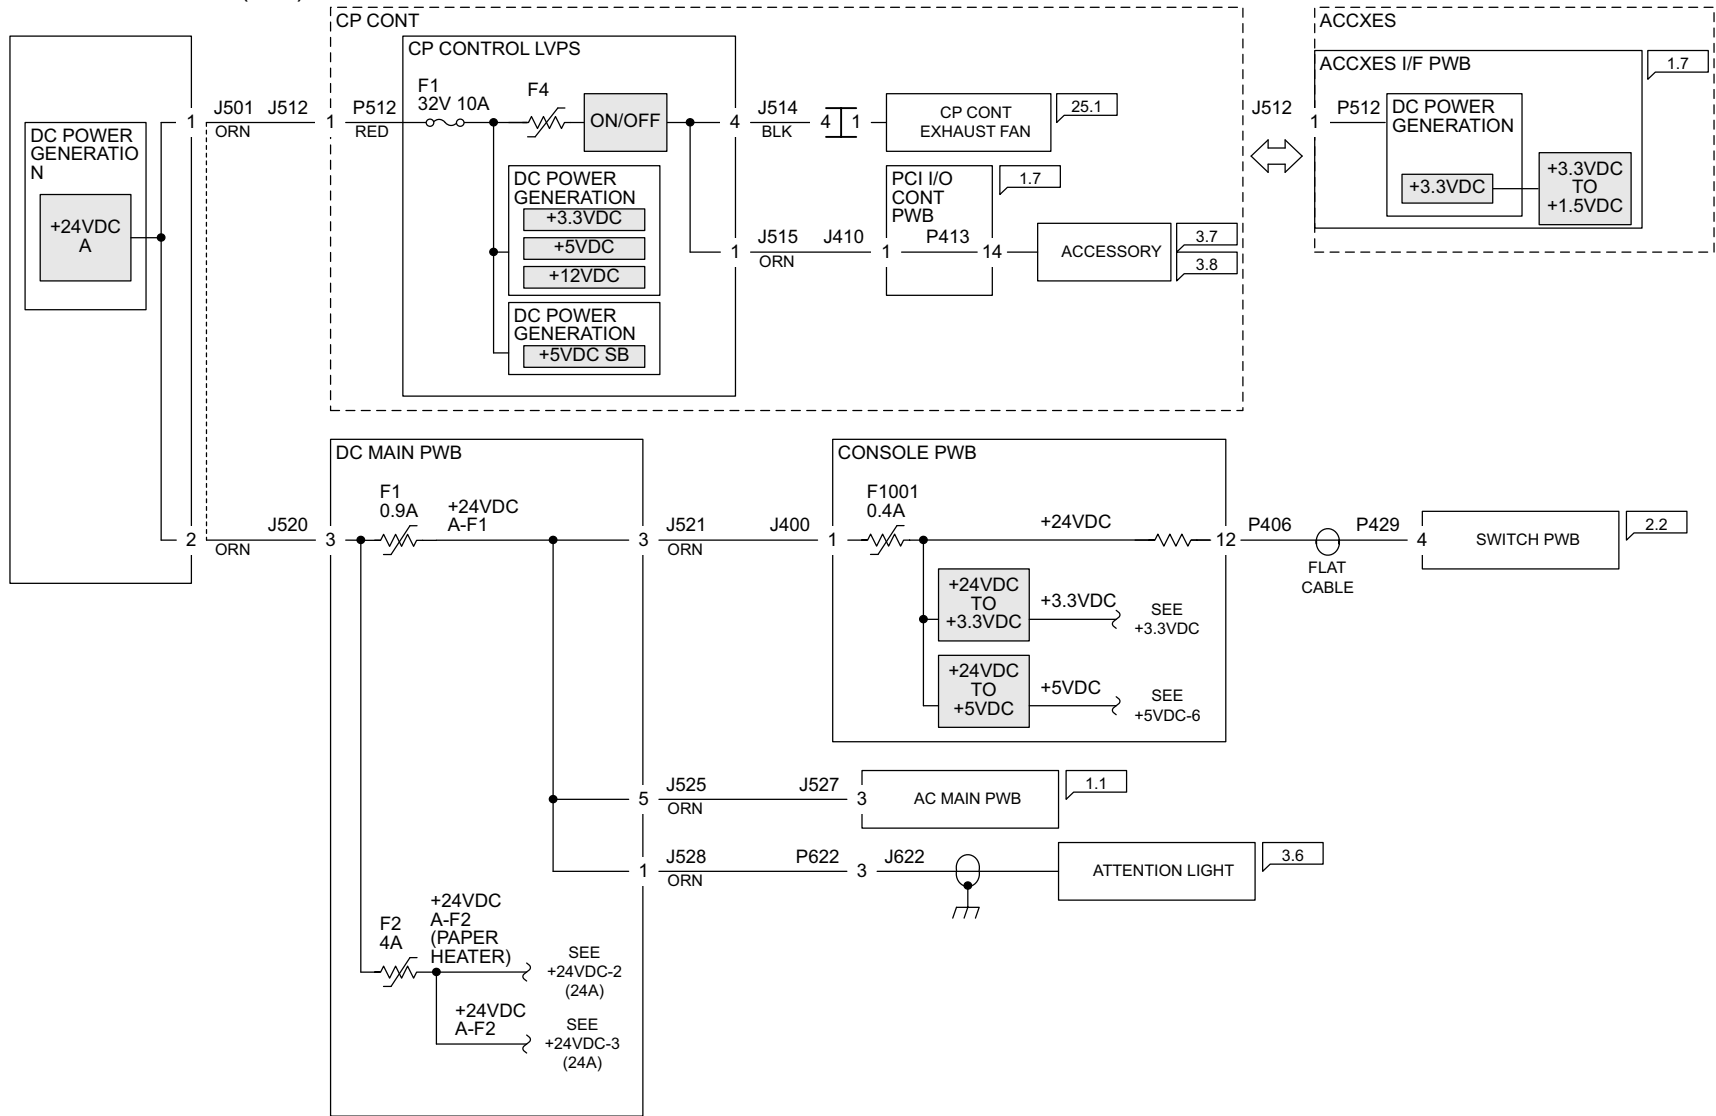 CP CONT
ACCXES
CP CONTROL LVPS
ACCXES I/F PWB
1.7
F1
32V 10A
F4
J501
J512
P512
ORN
RED
1
1
ON/OFF
4
J514
BLK
4
1
CP CONT
EXHAUST FAN
25.1
J512
1
P512
DC POWER
GENERATION
+3.3VDC
+3.3VDC
TO
+1.5VDC
DC POWER
GENERATIO
N
+24VDC
A
DC POWER
GENERATION
+3.3VDC
+5VDC
+12VDC
PCI I/O
CONT
PWB
1.7
1
J515
ORN
J410
1
P413
14
ACCESSORY
3.7
3.8
DC POWER
GENERATION
+5VDC SB
DC MAIN PWB
CONSOLE PWB
F1
0.9A
+24VDC
A-F1
F1001
0.4A
+24VDC
2
ORN
J520
3
3
J521
ORN
J400
1
12
P406
P429
FLAT
CABLE
4
SWITCH PWB
2.2
+24VDC
TO
+3.3VDC
+3.3VDC
SEE
+3.3VDC
+24VDC
TO
+5VDC
+5VDC
SEE
+5VDC-6
5
J525
ORN
J527
3
AC MAIN PWB
1.1
1
J528
ORN
P622
3
J622
ATTENTION LIGHT
3.6
F2
4A
+24VDC
A-F2
(PAPER
HEATER)
SEE
+24VDC-2
(24A)
+24VDC
A-F2
SEE
+24VDC-3
(24A)